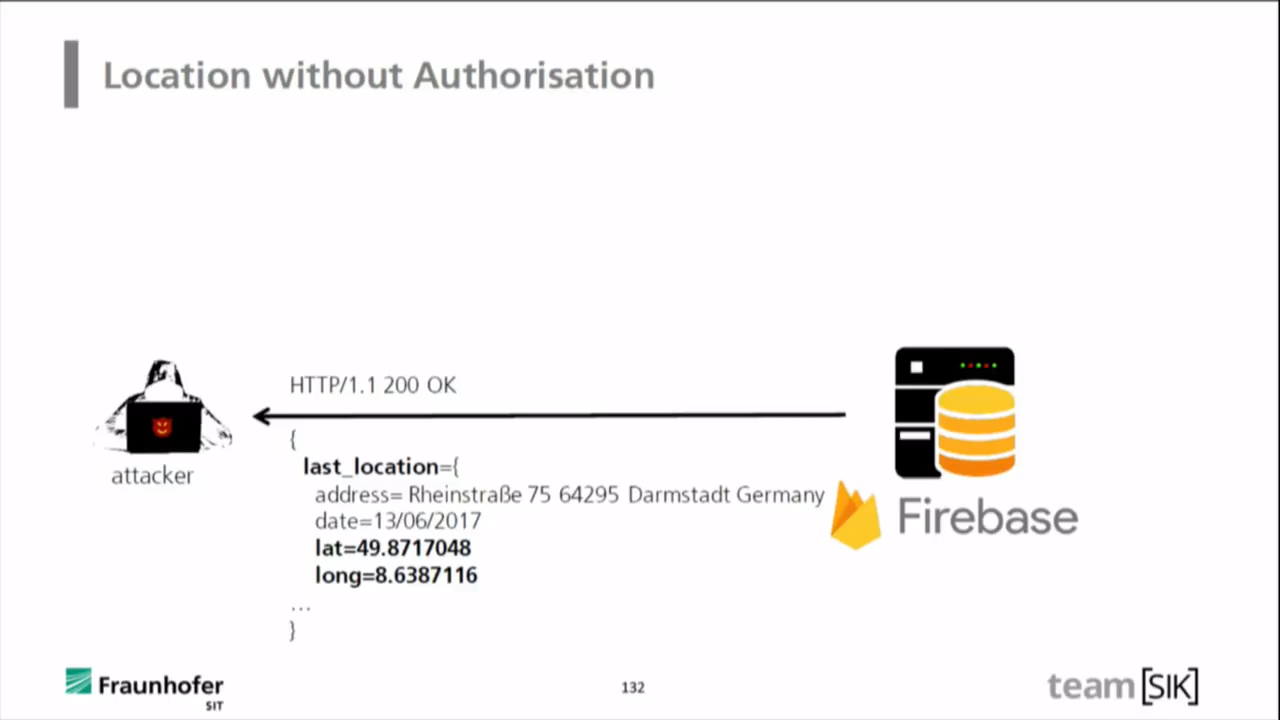 Location without Authorisation
HTTP/1.1 200 OK
attacker
{
last_location={
address= Rheinstraße 75 64295 Darmstadt Germany
date=13/06/2017
lat=49.8717048
long=8.6387116
...
}
Firebase
Fraunhofer
SIT
132
team [SIK]